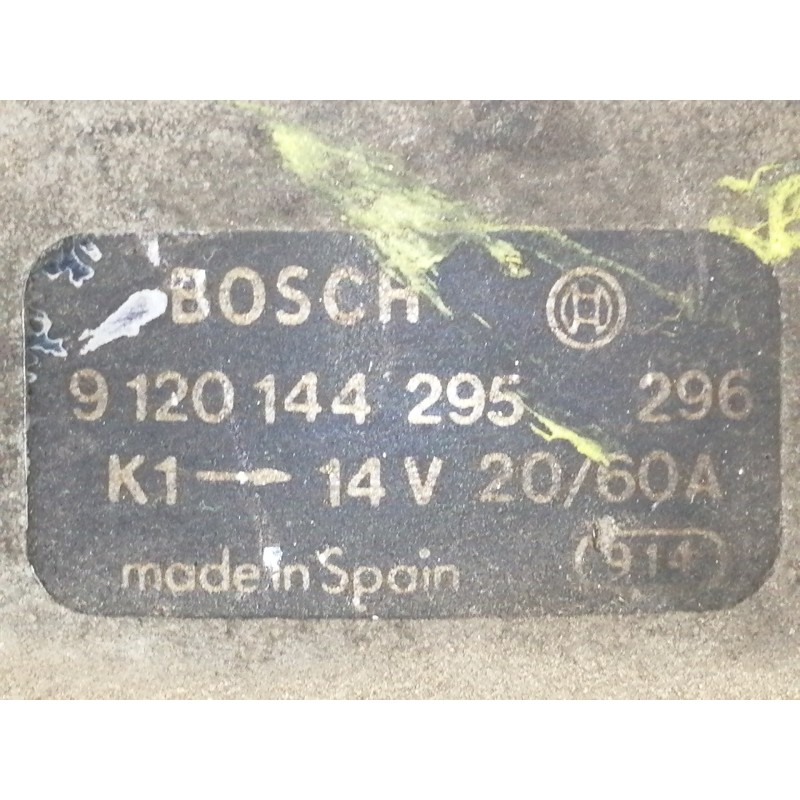 BOSCH
9 120 144 295 296
K1 → 14 V 20/60A
made in Spain 914